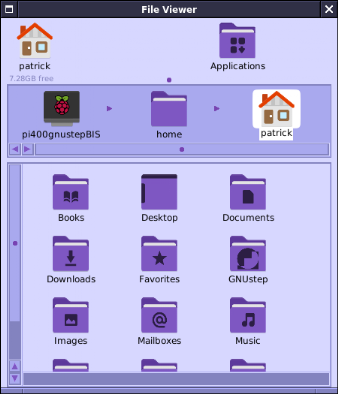 File Viewer
patrick
Applications
7.28GB free
pi400gnustepBIS
home
patrick
Books
Desktop
Documents
Downloads
Favorites
GNUstep
Images
Mailboxes
Music